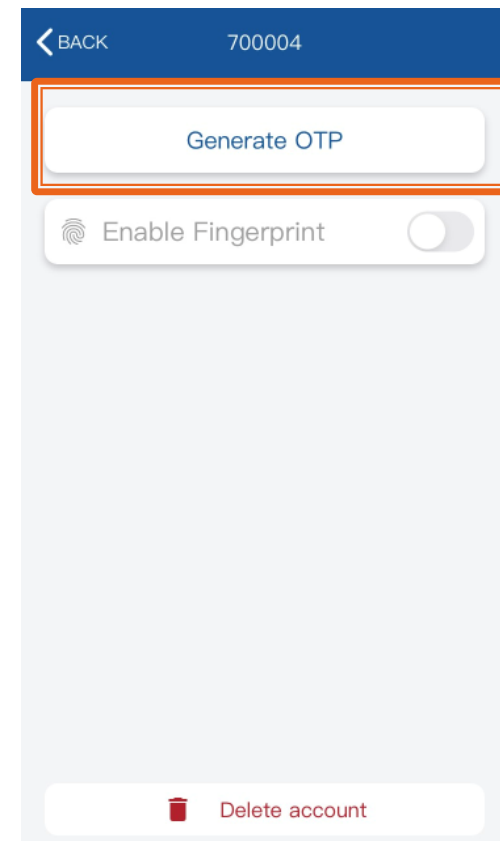 BACK 700004
Generate OTP
Enable Fingerprint
Delete account